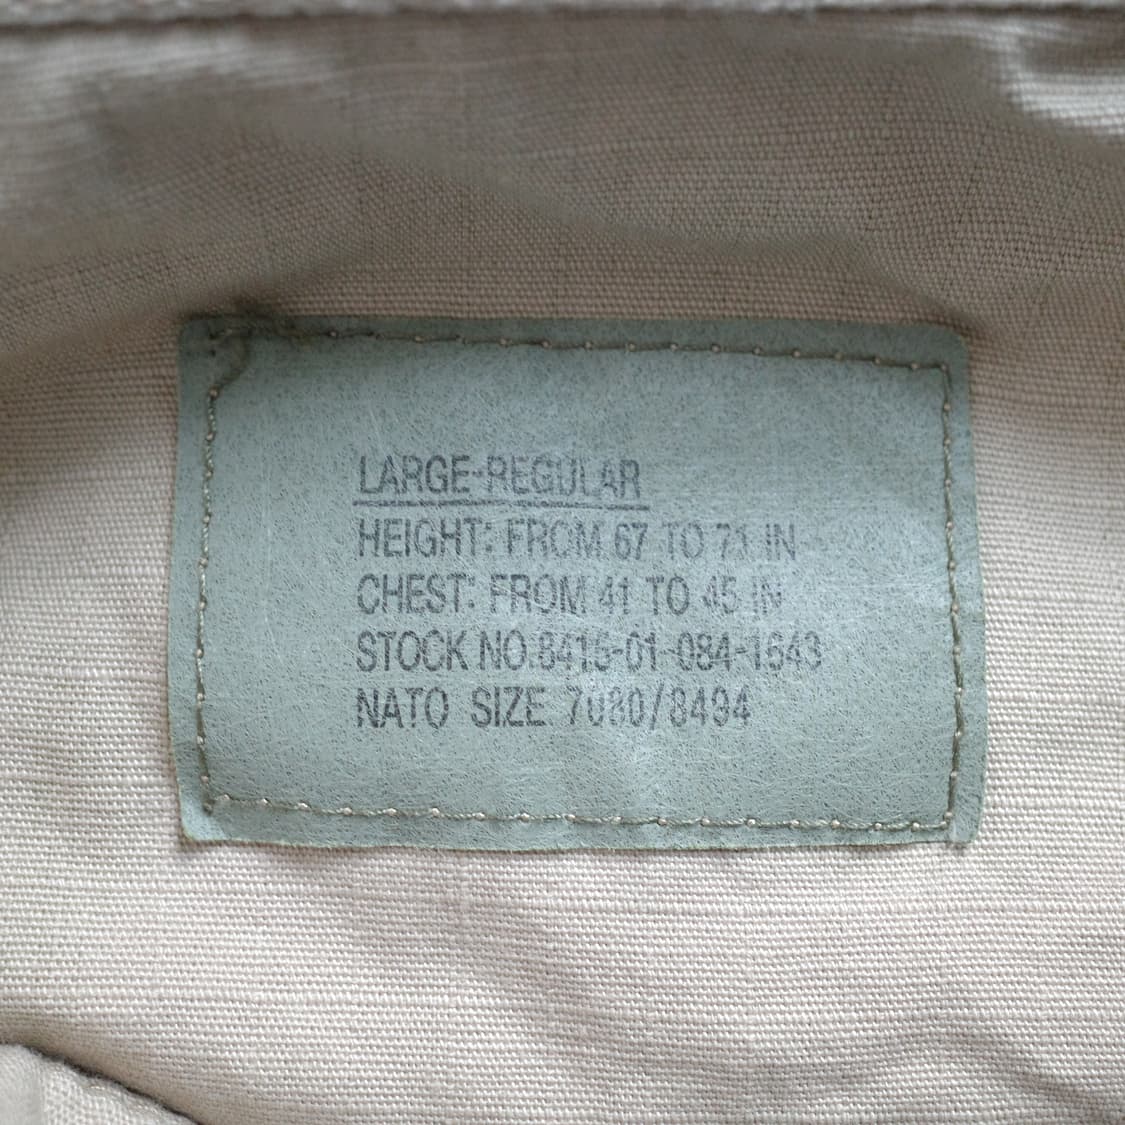 LARGE-REGULAR
HEIGHT: FROM 67 TO 71 IN
CHEST: FROM 41 TO 45 IN
STOCK NO.8415-01-084-1643
NATO SIZE 7080/9494